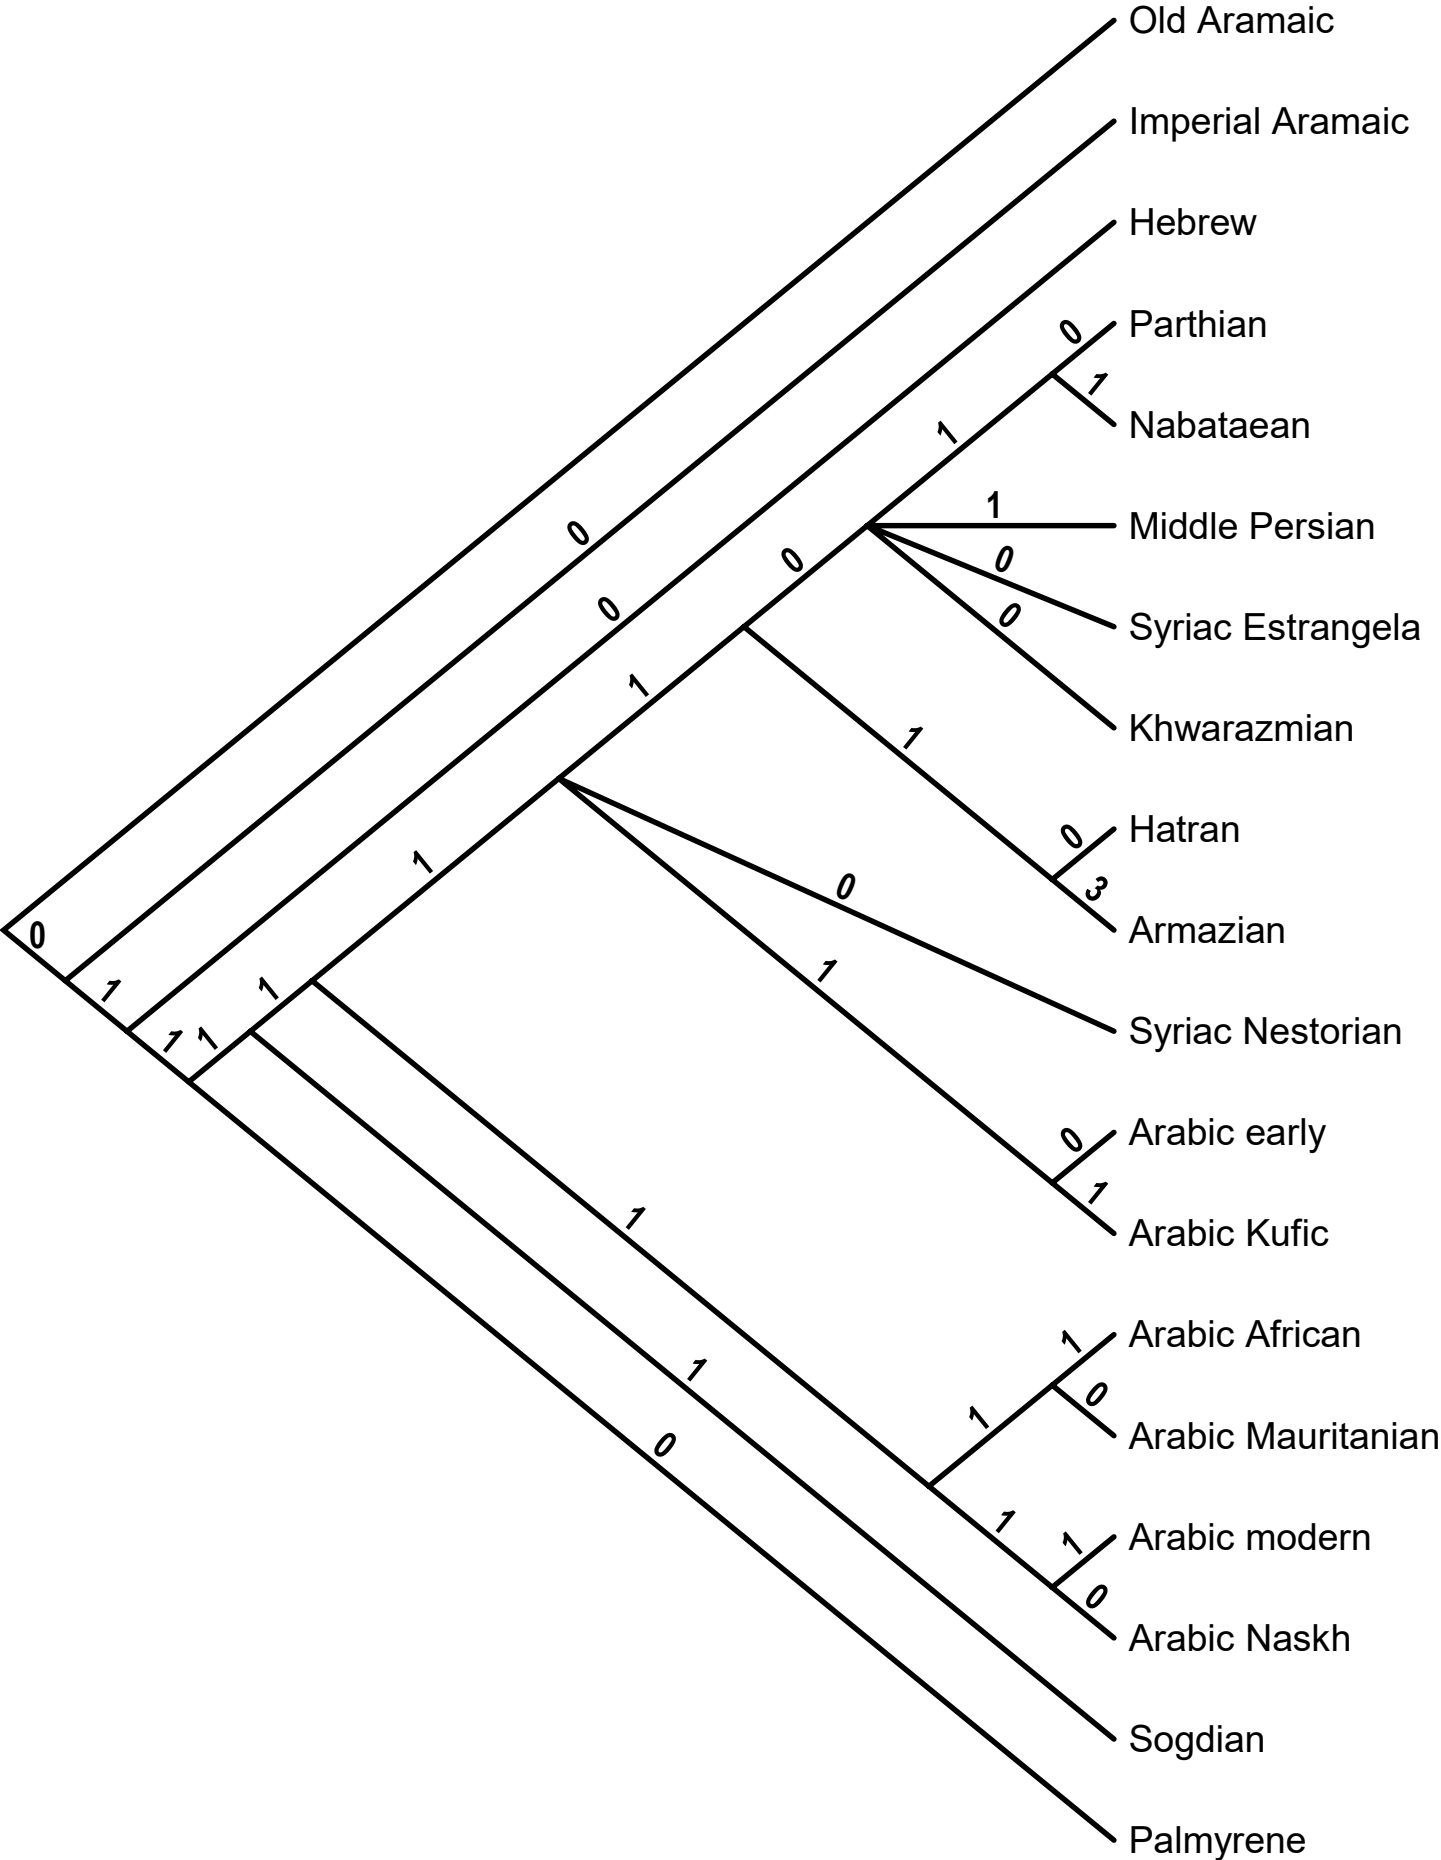 Old Aramaic
Imperial Aramaic
Hebrew
0 Parthian
1
Nabataean
1
1
Middle Persian
0
0
0
0
Syriac Estrangela
0
1
Khwarazmian
1
0 Hatran
1
0
3
Armazian
0
1
1
1
1
1
Syriac Nestorian
0 Arabic early
1
Arabic Kufic
1
1 Arabic African
1
0
1
Arabic Mauritanian
0
1
1 Arabic modern
0
Arabic Naskh
Sogdian
Palmyrene